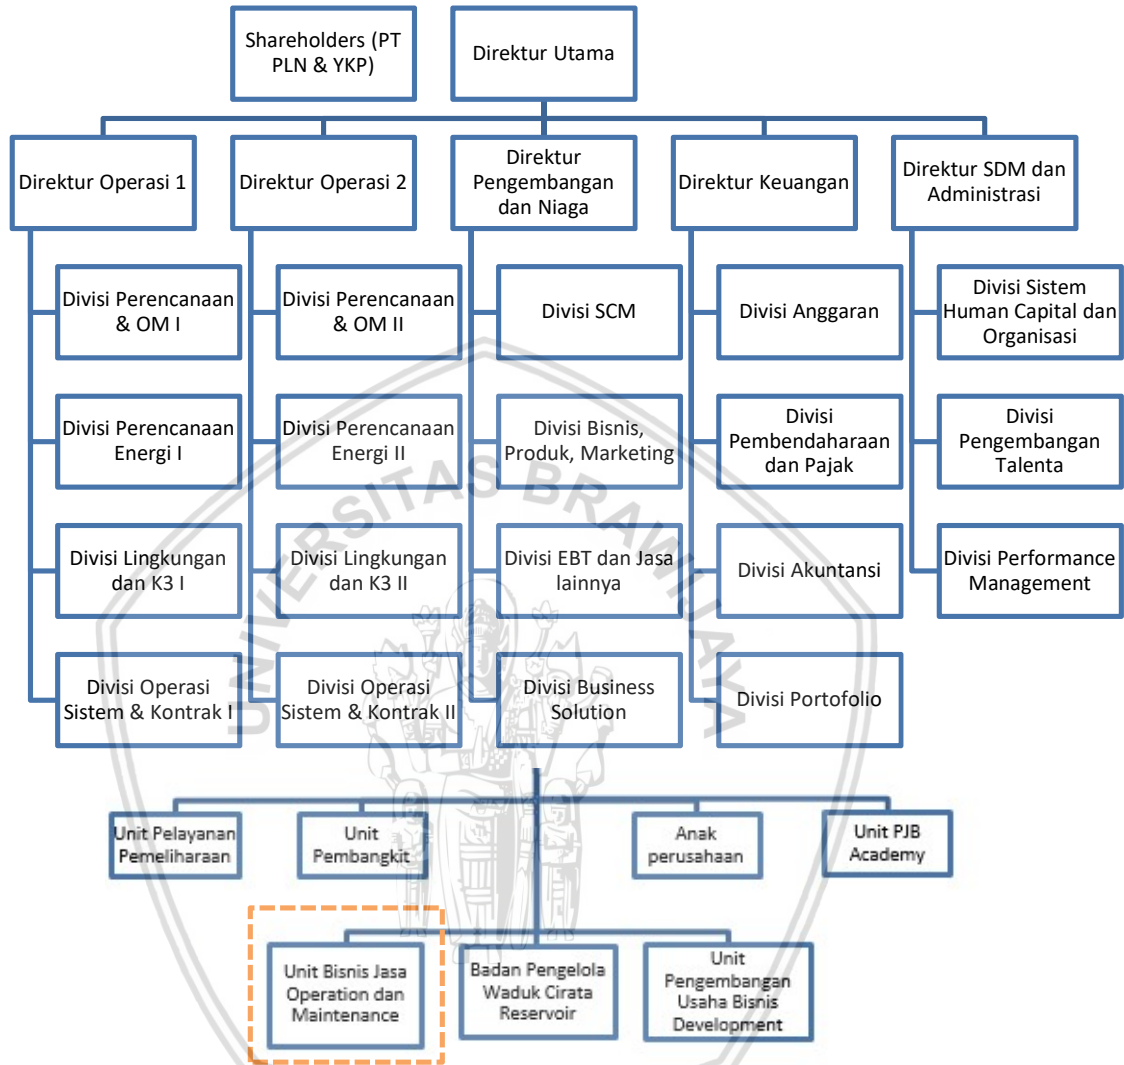 Shareholders (PT
PLN & YKP)
Direktur Utama
Direktur Operasi 1
Direktur Operasi 2
Direktur
Pengembangan
dan Niaga
Direktur Keuangan
Direktur SDM dan
Administrasi
Divisi Perencanaan
& OM I
Divisi Perencanaan
& OM II
Divisi SCM
Divisi Anggaran
Divisi Sistem
Human Capital dan
Organisasi
Divisi Perencanaan
Energi I
Divisi Perencanaan
Energi II
Divisi Bisnis,
Produk, Marketing
Divisi
Pembendaharaan
dan Pajak
Divisi
Pengembangan
Talenta
Divisi Lingkungan
dan K3 I
Divisi Lingkungan
dan K3 II
Divisi EBT dan Jasa
lainnya
Divisi Akuntansi
Divisi Performance
Management
Divisi Operasi
Sistem & Kontrak I
Divisi Operasi
Sistem & Kontrak II
Divisi Business
Solution
Divisi Portofolio
Unit Pelayanan
Pemeliharaan
Unit
Pembangkit
Anak
perusahaan
Unit PJB
Academy
Unit Bisnis Jasa
Operation dan
Maintenance
Badan Pengelola
Waduk Cirata
Reservoir
Unit
Pengembangan
Usaha Bisnis
Development
UNIVERSITAS BRAWIJAYA